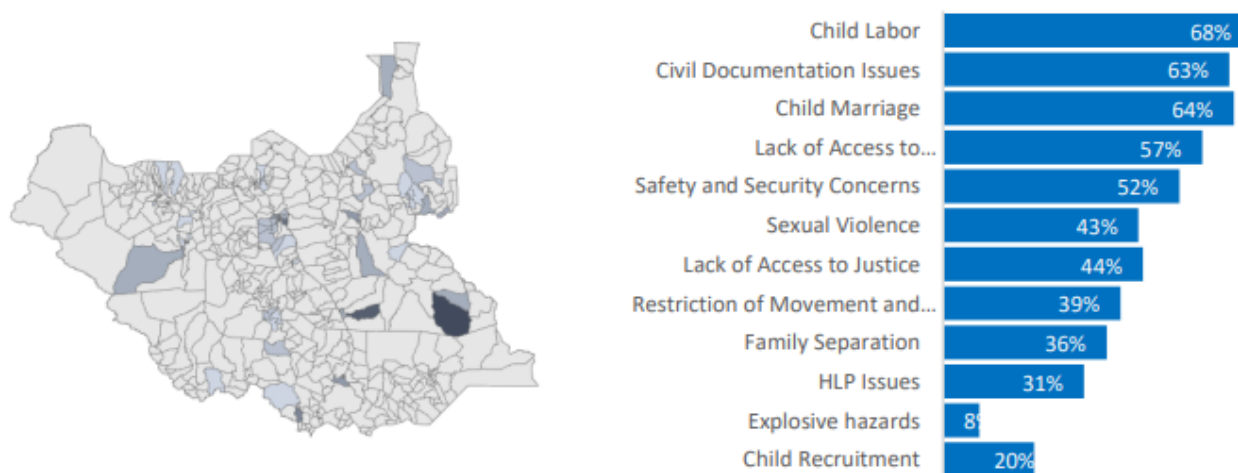 Child Labor 68%
Civil Documentation Issues 63%
Child Marriage 64%
Lack of Access to... 57%
Safety and Security Concerns 52%
Sexual Violence 43%
Lack of Access to Justice 44%
Restriction of Movement and... 39%
Family Separation 36%
HLP Issues 31%
Explosive hazards 8%
Child Recruitment 20%